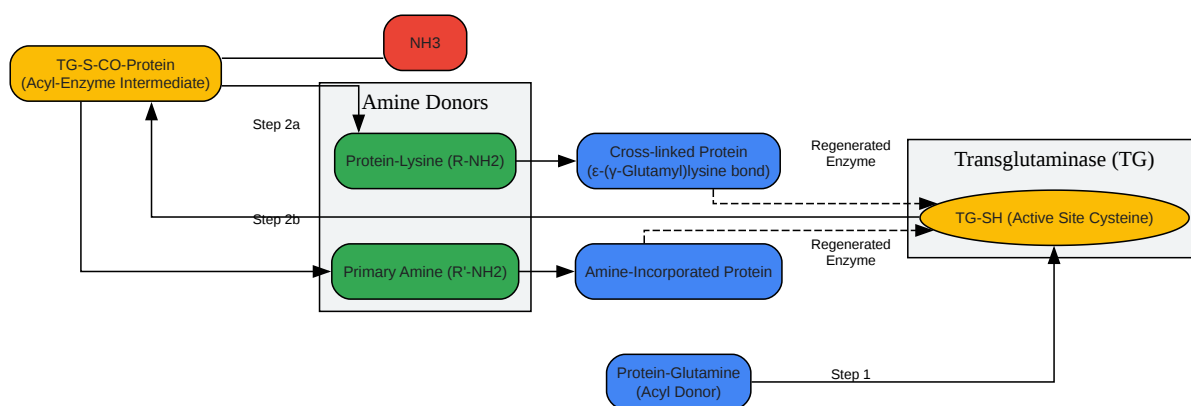 NH3
TG-S-CO-Protein
(Acyl-Enzyme Intermediate)
Amine Donors
Step 2a
Protein-Lysine (R-NH2)
Cross-linked Protein
(ε-(γ-Glutamyl)lysine bond)
Regenerated
Enzyme
Transglutaminase (TG)
Step 2b
TG-SH (Active Site Cysteine)
Primary Amine (R'-NH2)
Amine-Incorporated Protein
Regenerated
Enzyme
Protein-Glutamine
(Acyl Donor)
Step 1